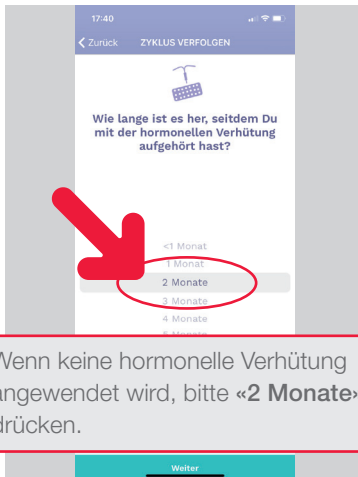 17:40
Zurück ZYKLUS VERFOLGEN
Wie lange ist es her, seitdem Du
mit der hormonellen Verhütung
aufgehört hast?
<1 Monat
1 Monat
2 Monate
3 Monate
4 Monate
Wenn keine hormonelle Verhütung
angewendet wird, bitte «2 Monate»
drücken.
Weiter